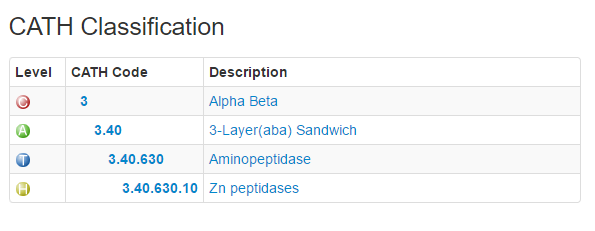 CATH Classification
Level CATH Code Description
C 3 Alpha Beta
A 3.40 3-Layer(aba) Sandwich
T 3.40.630 Aminopeptidase
H 3.40.630.10 Zn peptidases